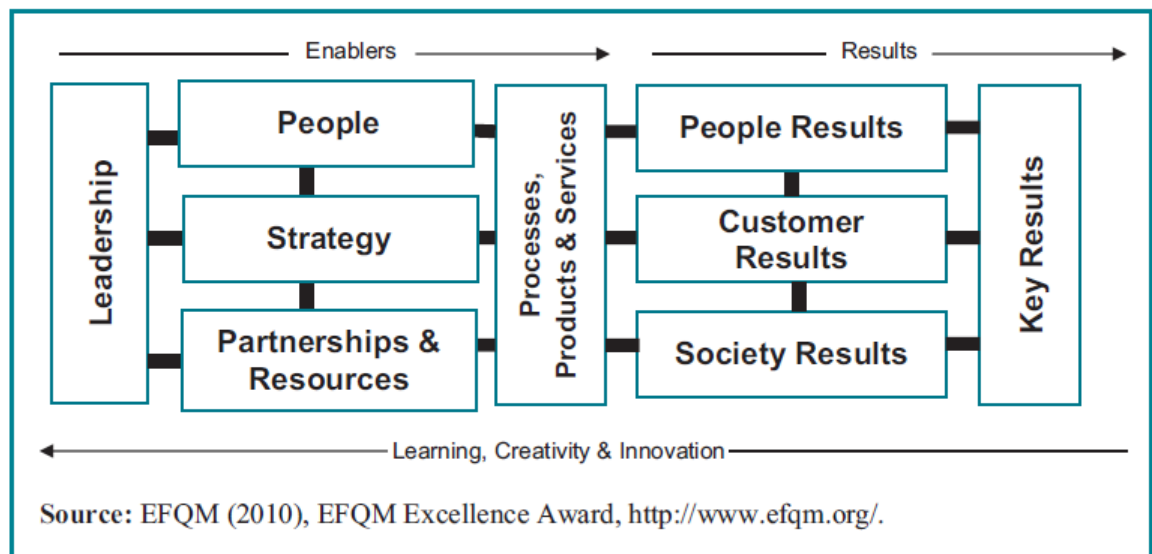 Enablers
Results
Leadership
People
Strategy
Partnerships &
Resources
Processes,
Products & Services
People Results
Customer
Results
Society Results
Key Results
Learning, Creativity & Innovation
Source: EFQM (2010), EFQM Excellence Award, http://www.efqm.org/.